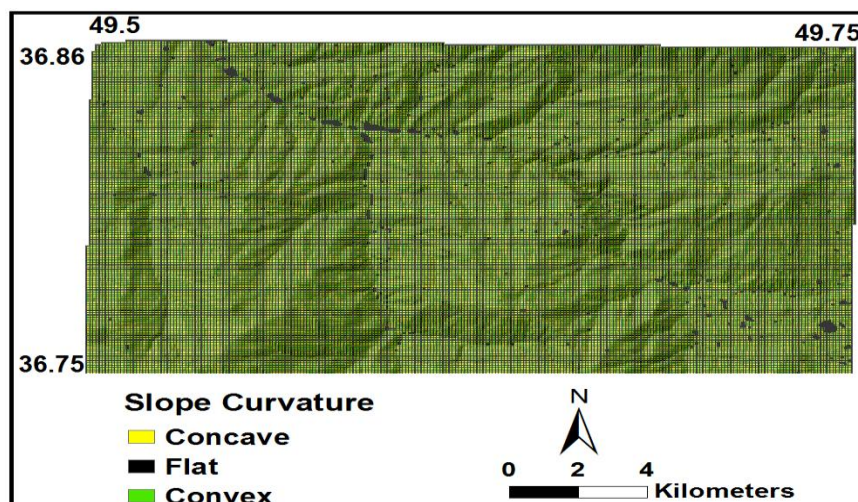 49.5
49.75
36.86
36.75
Slope Curvature
Concave
Flat
Convex
N
0 2 4
Kilometers